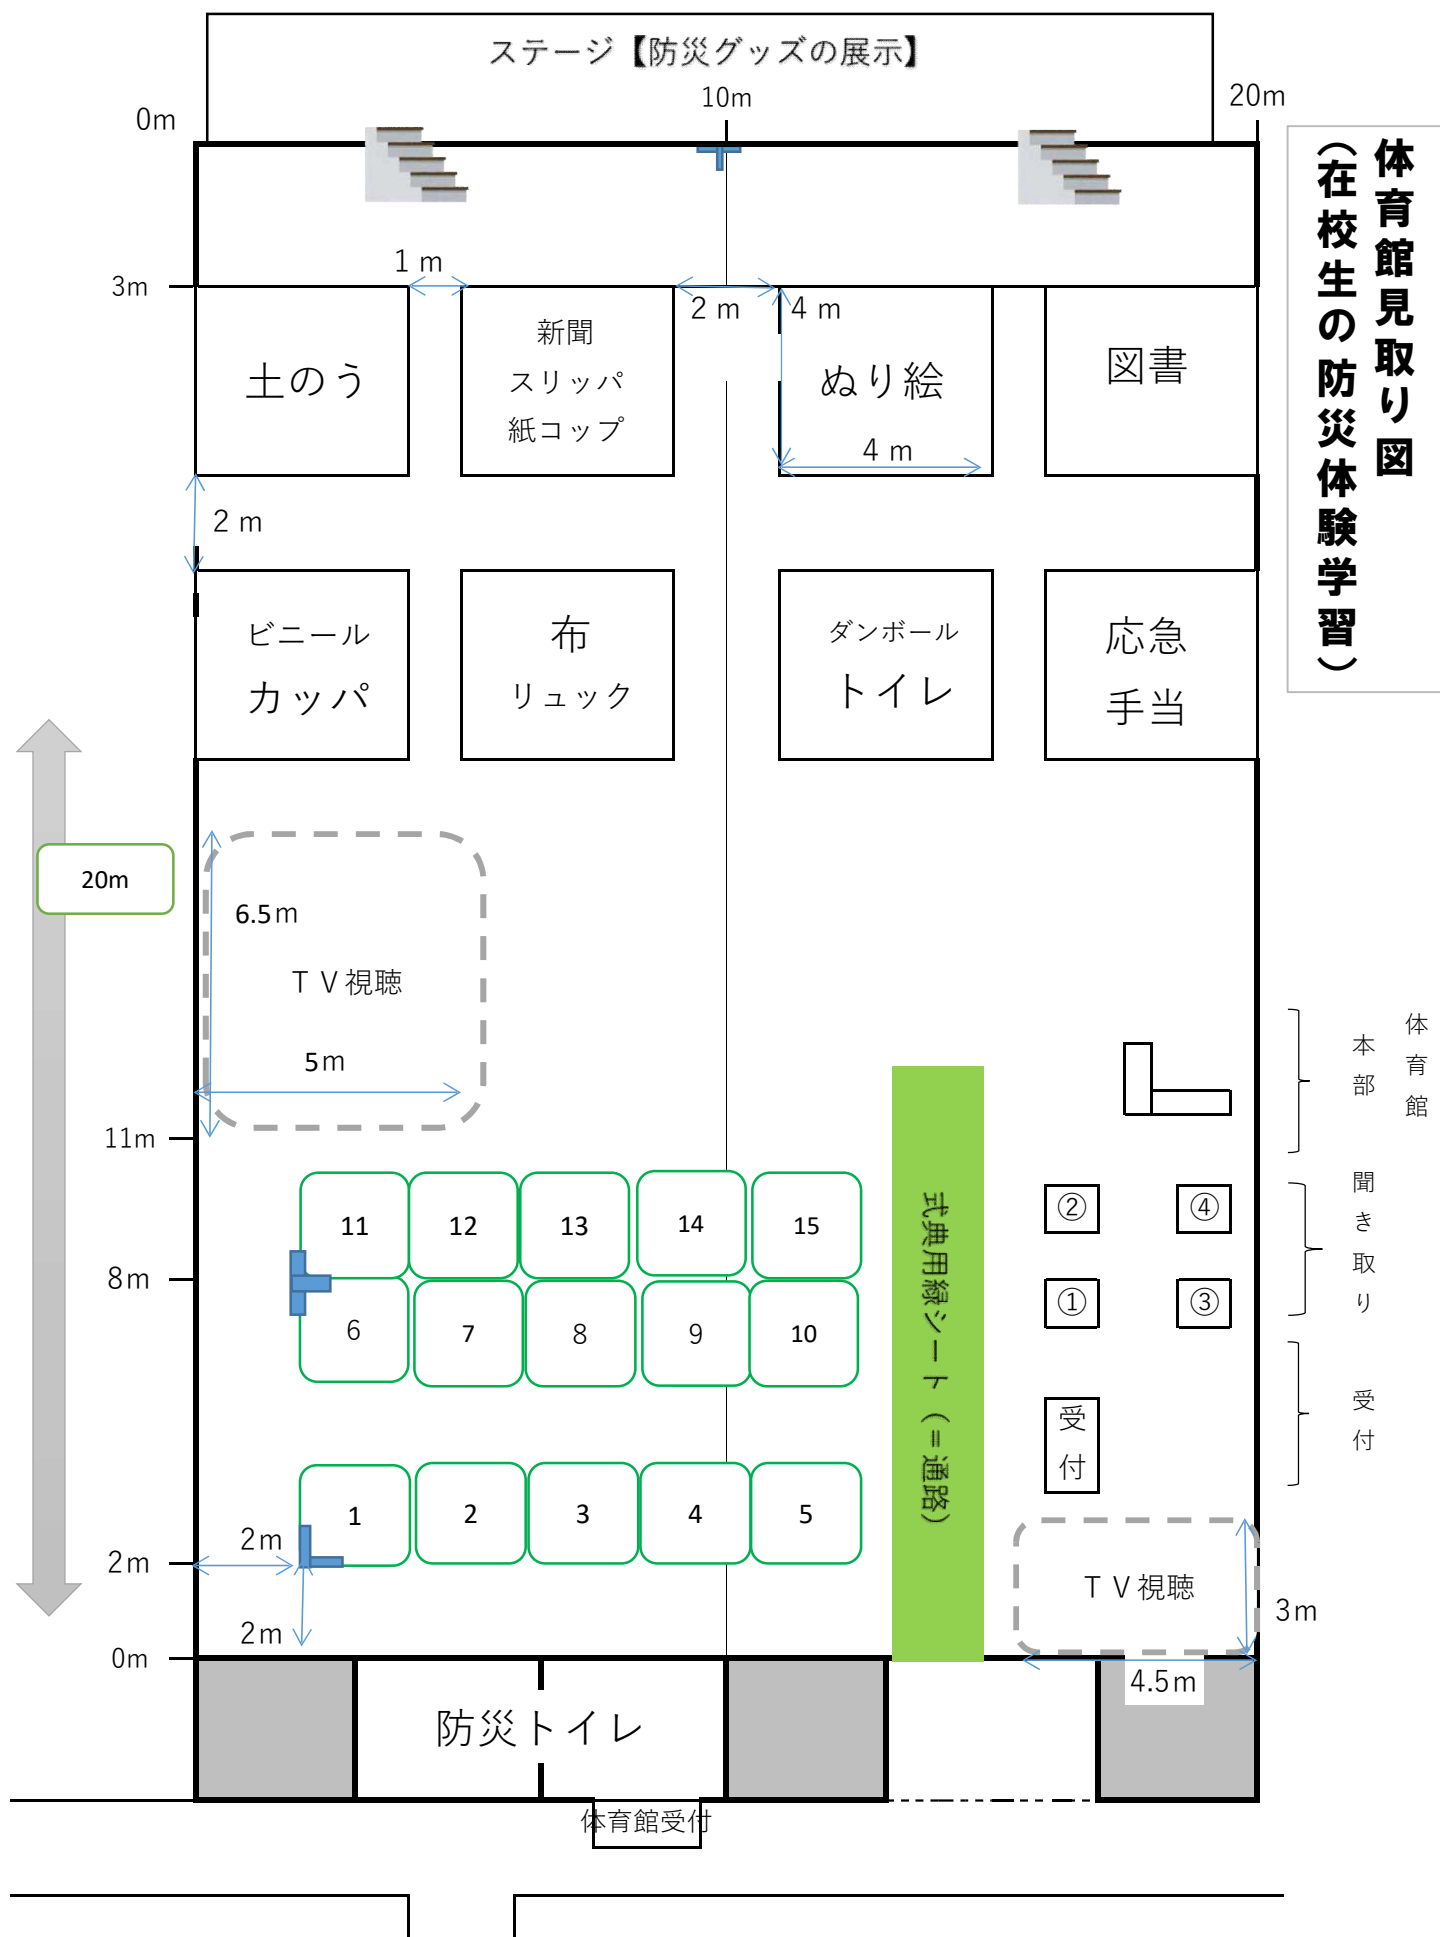 ステージ【防災グッズの展示】
0m
10m
20m
体育館見取り図
（在校生の防災体験学習）
1 m
3m
2 m
4 m
土のう
新聞
スリッパ
紙コップ
ぬり絵
図書
4 m
2 m
ビニール
カッパ
布
リュック
ダンボール
トイレ
応急
手当
20m
6.5m
ＴＶ視聴
5m
体育館
本部
11m
11
12
13
14
15
②
④
聞き取り
8m
6
7
8
9
10
①
③
式典用緑シート（＝通路）
受付
受付
1
2
3
4
5
2m
2m
ＴＶ視聴
3m
2m
0m
4.5m
防災トイレ
体育館受付